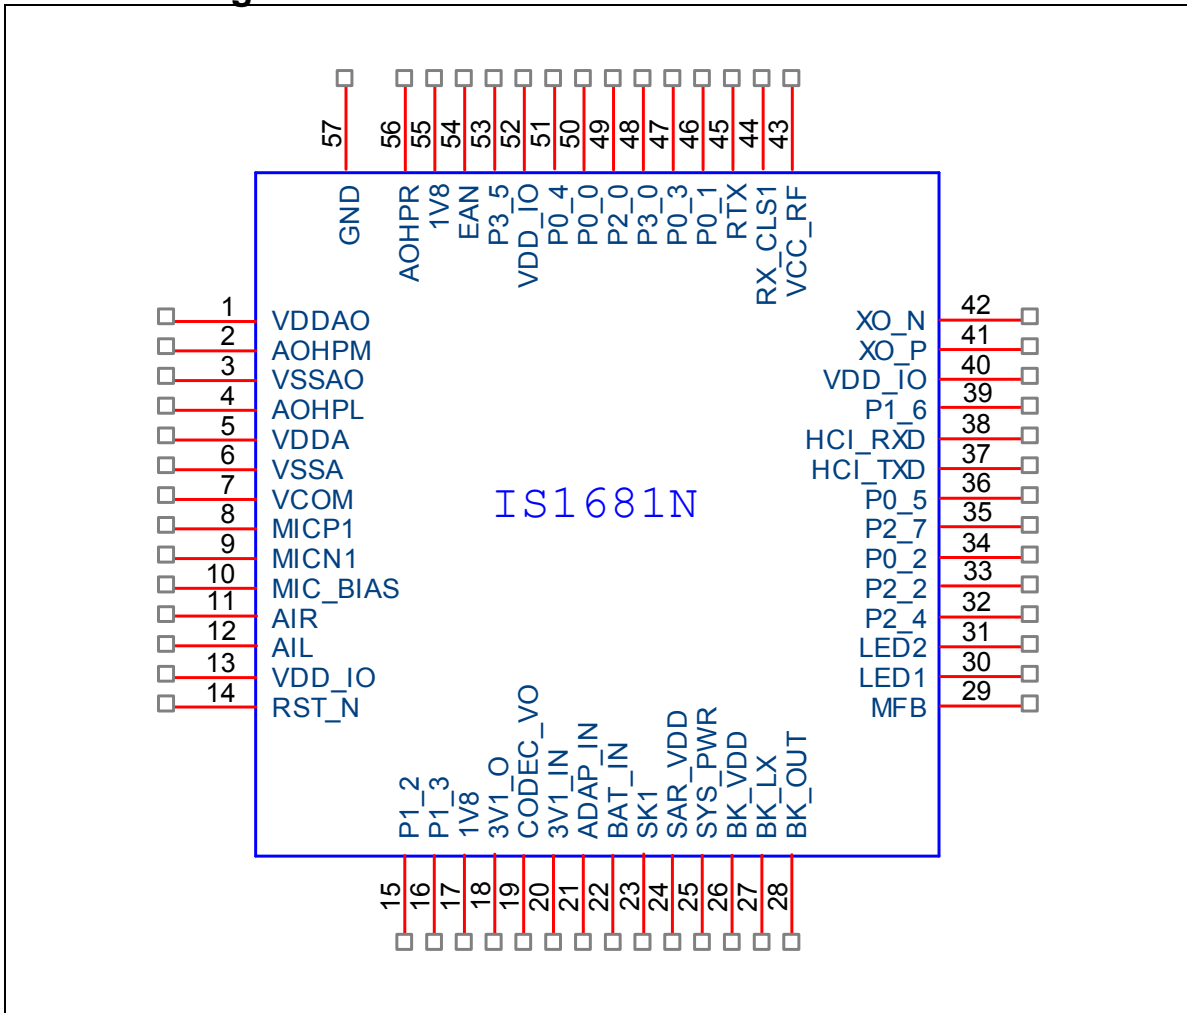 g
57 56 55 54 53 52 51 50 49 48 47 46 45 44 43
GND AOHPR 1V8 EAN P3_5 VDD_IO P0_4 P0_0 P2_0 P3_0 P0_3 P0_1 RTX RX_CLS1 VCC_RF
1 VDDAO
2 AOHPM
3 VSSAO
4 AOHPL
5 VDDA
6 VSSA
7 VCOM
8 MICP1
9 MICN1
10 MIC_BIAS
11 AIR
12 AIL
13 VDD_IO
14 RST_N
IS1681N
XO_N 42
XO_P 41
VDD_IO 40
P1_6 39
HCI_RXD 38
HCI_TXD 37
P0_5 36
P2_7 35
P0_2 34
P2_2 33
P2_4 32
LED2 31
LED1 30
MFB 29
P1_2 P1_3 1V8 3V1_O CODEC_VO 3V1_IN ADAP_IN BAT_IN SK1 SAR_VDD SYS_PWR BK_VDD BK_LX BK_OUT
15 16 17 18 19 20 21 22 23 24 25 26 27 28